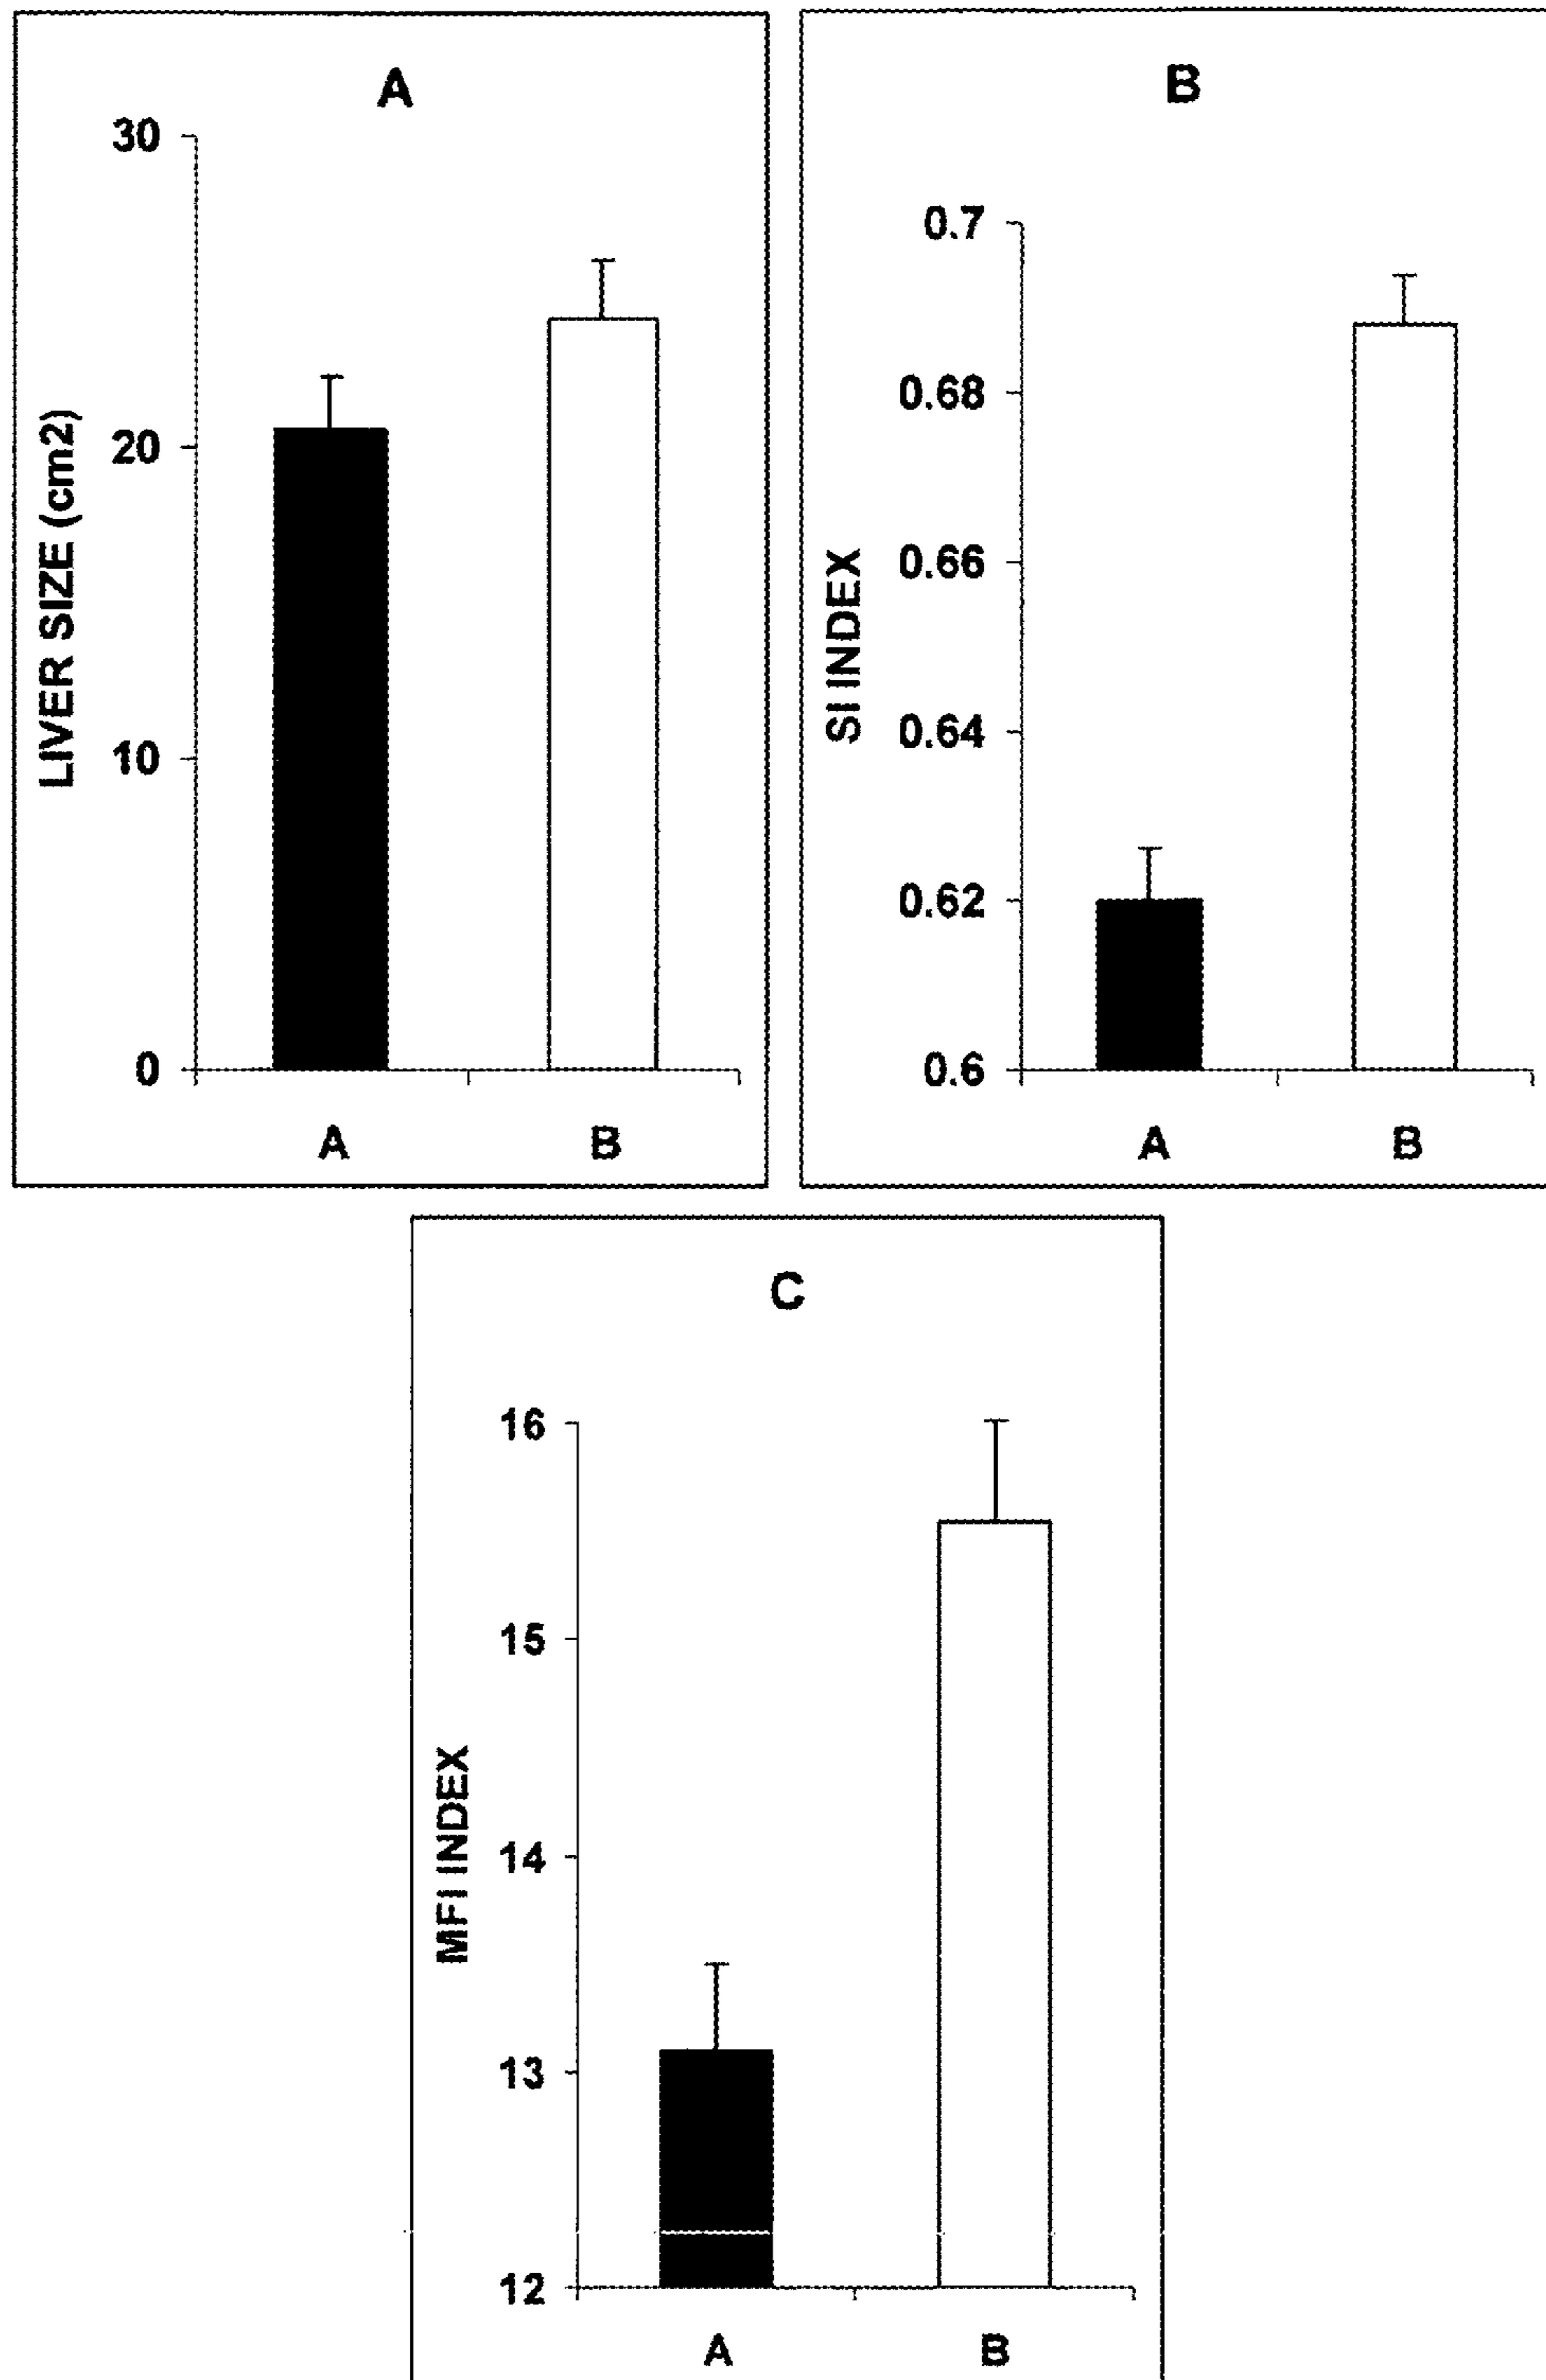 A
30
20
10
0
LIVER SIZE (cm2)
A B
B
0.7
0.68
0.66
0.64
0.62
0.6
SI INDEX
A B
C
16
15
14
13
12
MFI INDEX
A B